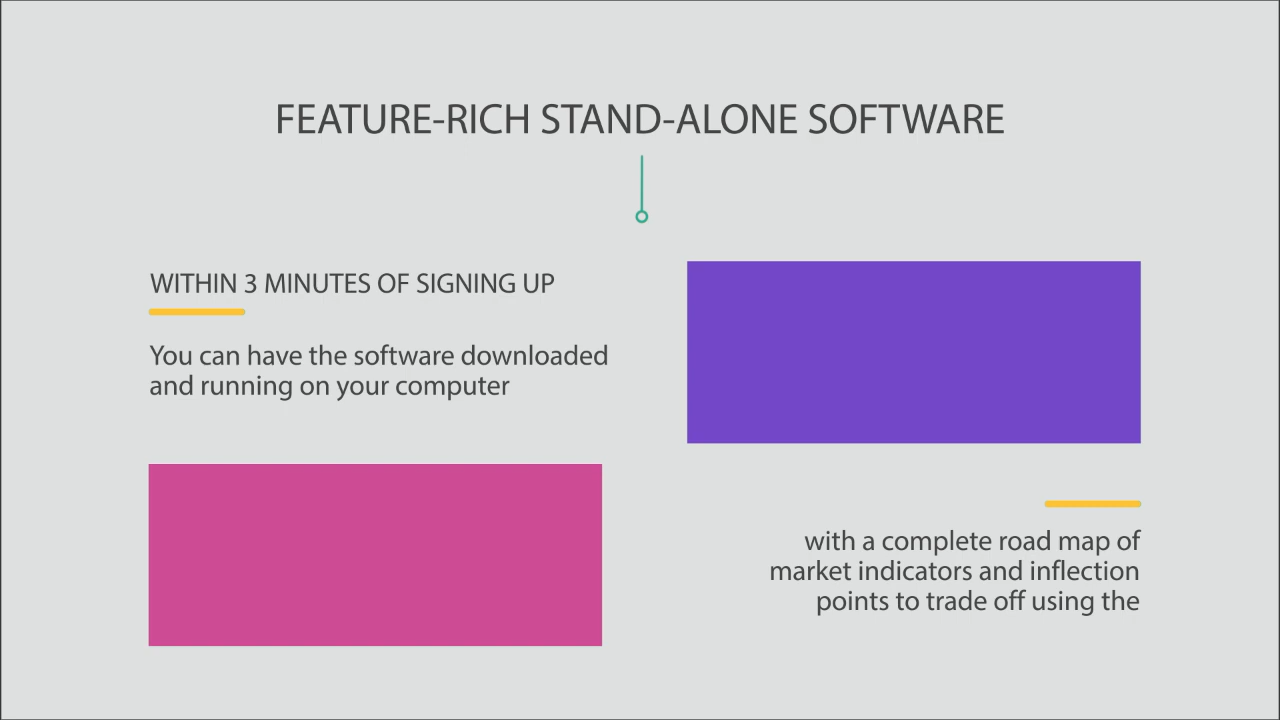 FEATURE-RICH STAND-ALONE SOFTWARE
WITHIN 3 MINUTES OF SIGNING UP
You can have the software downloaded
and running on your computer
with a complete road map of
market indicators and inflection
points to trade off using the